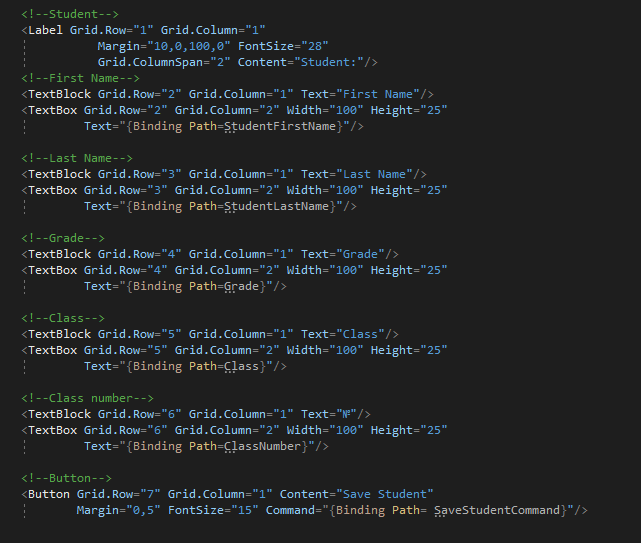 <!--Student-->
<Label Grid.Row="1" Grid.Column="1"
Margin="10,0,100,0" FontSize="28"
Grid.ColumnSpan="2" Content="Student:"/>
<!--First Name-->
<TextBlock Grid.Row="2" Grid.Column="1" Text="First Name"/>
<TextBox Grid.Row="2" Grid.Column="2" Width="100" Height="25"
Text="{Binding Path=StudentFirstName}"/>
<!--Last Name-->
<TextBlock Grid.Row="3" Grid.Column="1" Text="Last Name"/>
<TextBox Grid.Row="3" Grid.Column="2" Width="100" Height="25"
Text="{Binding Path=StudentLastName}"/>
<!--Grade-->
<TextBlock Grid.Row="4" Grid.Column="1" Text="Grade"/>
<TextBox Grid.Row="4" Grid.Column="2" Width="100" Height="25"
Text="{Binding Path=Grade}"/>
<!--Class-->
<TextBlock Grid.Row="5" Grid.Column="1" Text="Class"/>
<TextBox Grid.Row="5" Grid.Column="2" Width="100" Height="25"
Text="{Binding Path=Class}"/>
<!--Class number-->
<TextBlock Grid.Row="6" Grid.Column="1" Text="№"/>
<TextBox Grid.Row="6" Grid.Column="2" Width="100" Height="25"
Text="{Binding Path=ClassNumber}"/>
<!--Button-->
<Button Grid.Row="7" Grid.Column="1" Content="Save Student"
Margin="0,5" FontSize="15" Command="{Binding Path= SaveStudentCommand}"/>